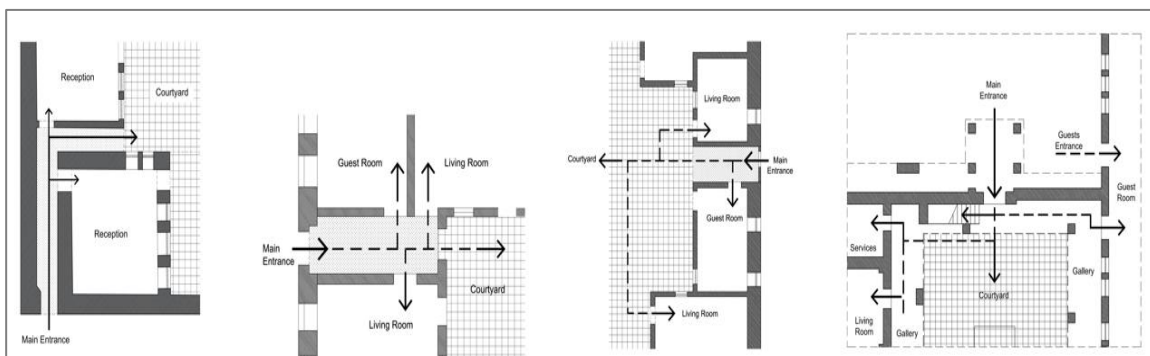 Reception
Courtyard
Reception
Main Entrance
Guest Room
Living Room
Main
Entrance
Courtyard
Living Room
Living Room
Courtyard
Main
Entrance
Guest Room
Living Room
Main
Entrance
Guests
Entrance
Guest
Room
Services
Gallery
Courtyard
Living
Room
Gallery